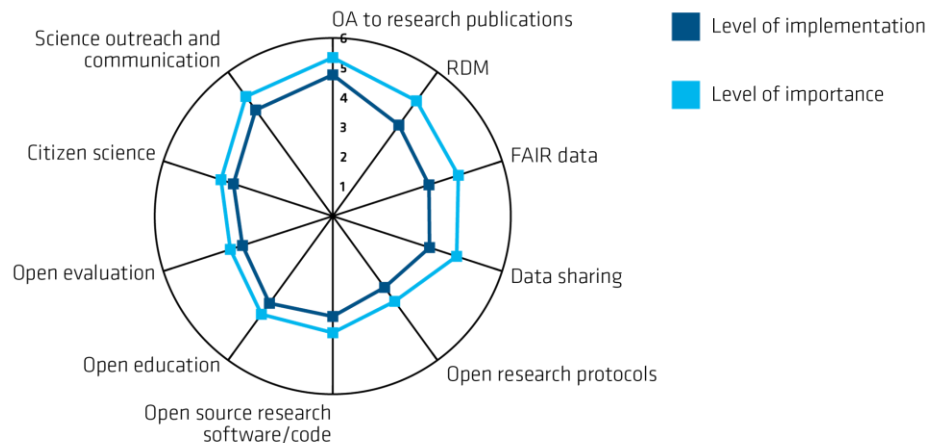 OA to research publications
Level of implementation
Science outreach and
communication
6
RDM
5
Level of importance
4
Citizen science
3
FAIR data
2
1
Open evaluation
Data sharing
Open education
Open research protocols
Open source research
software/code